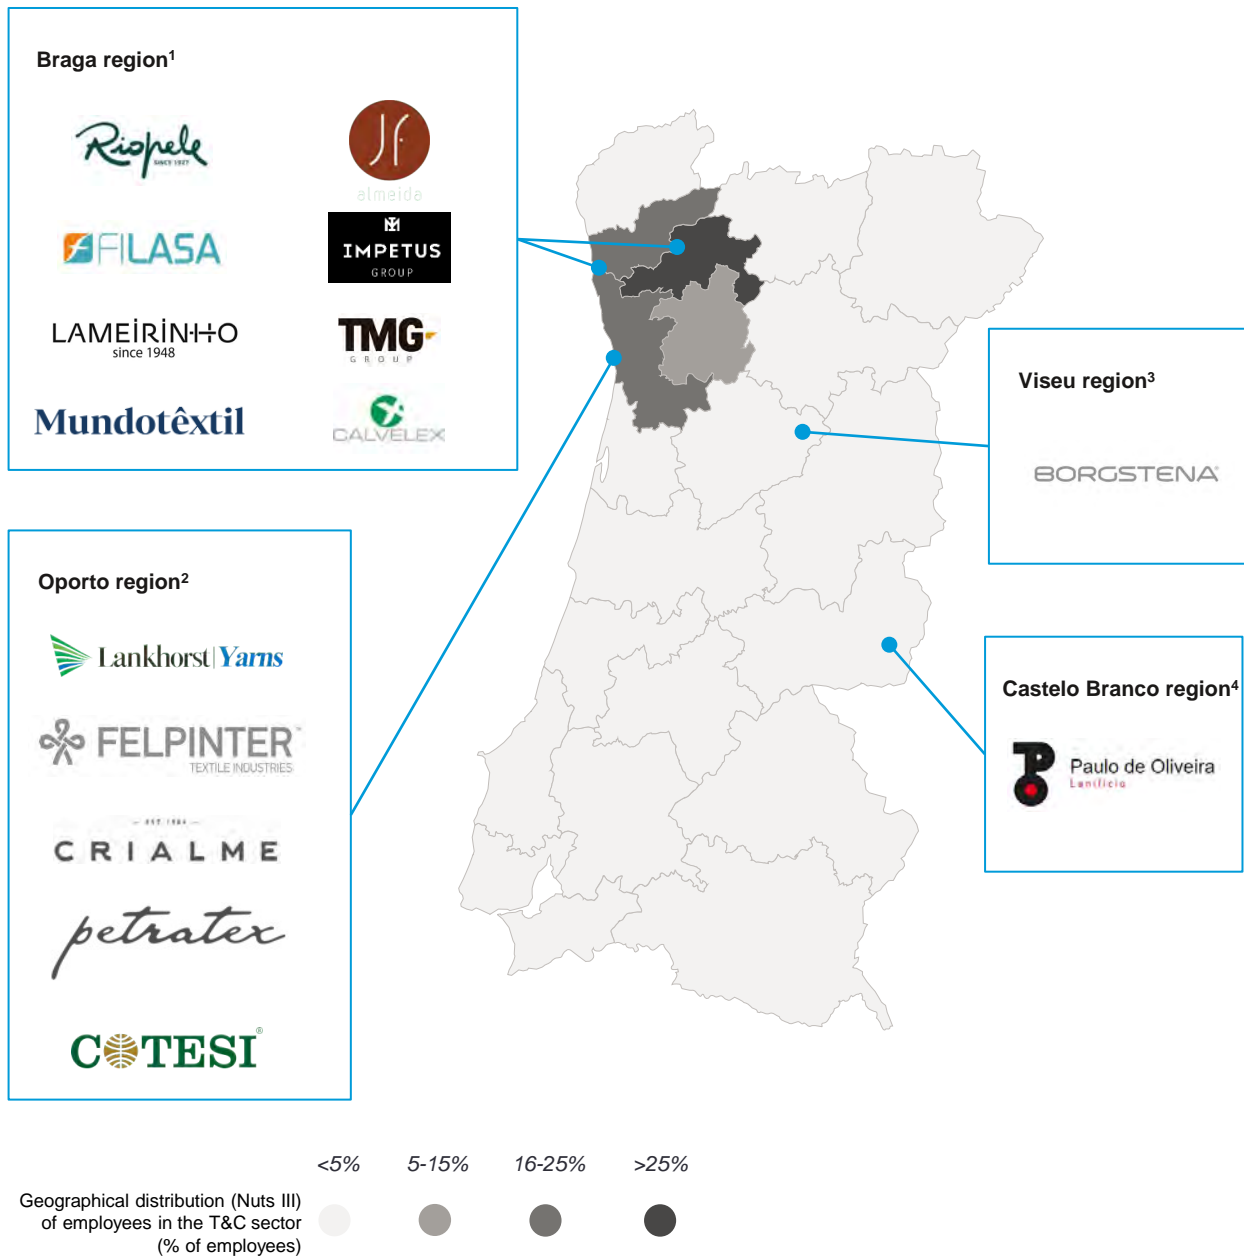 Braga region1
Riopele
SINCE 1927
JF
almeida
FILASA
IMPETUS
GROUP
LAMEIRINHO
since 1948
TMG
GROUP
Mundotêxtil
CALVELEX
Viseu region3
BORGSTENA®
Oporto region2
Lankhorst|Yarns
FELPINTER™
TEXTILE INDUSTRIES
CRIALME
petratex
COTESI®
Castelo Branco region4
Paulo de Oliveira
Lanifício
<5% 5-15% 16-25% >25%
Geographical distribution (Nuts III)
of employees in the T&C sector
(% of employees)